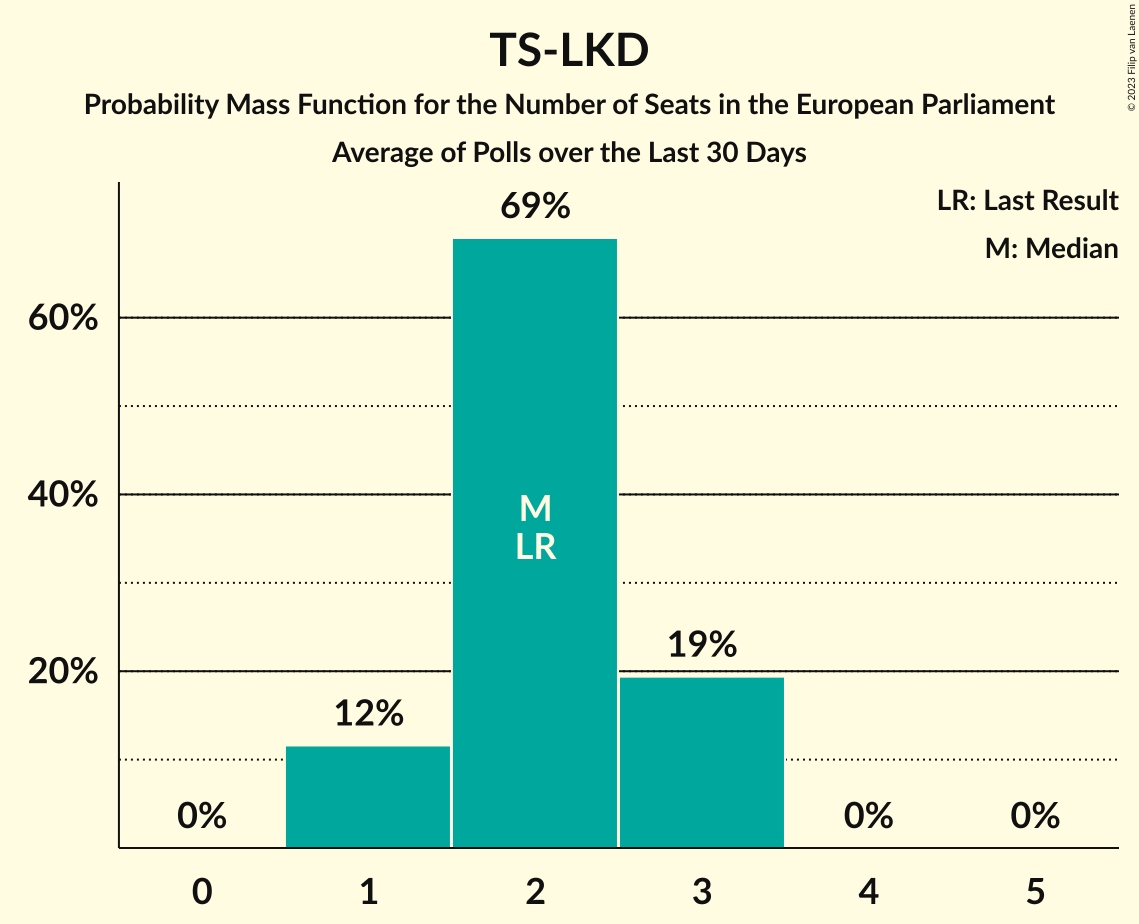 TS-LKD
Probability Mass Function for the Number of Seats in the European Parliament
Average of Polls over the Last 30 Days
© 2023 Filip van Laenen
LR: Last Result
M: Median
69%
60%
40%
M
LR
20%
19%
12%
0%
0%
0%
0
1
2
3
4
5